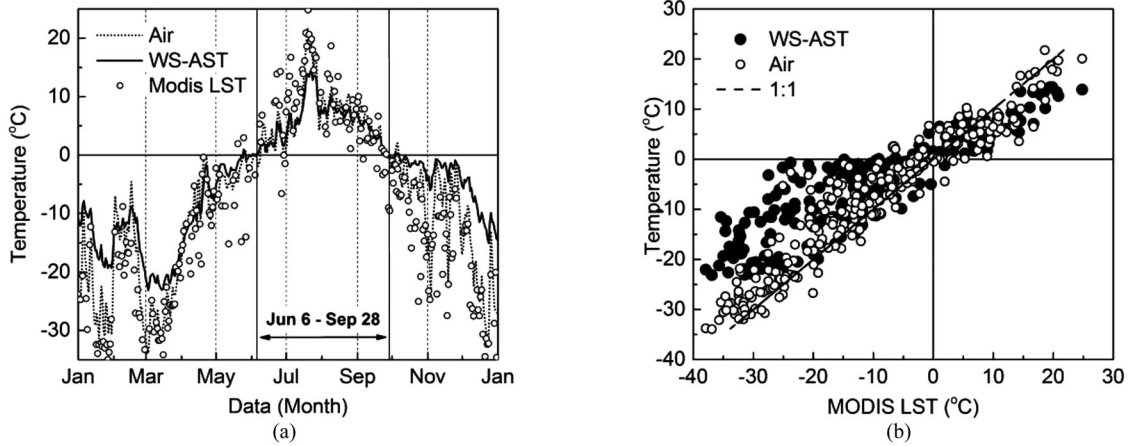 Air
WS-AST
Modis LST
20
10
0
-10
-20
-30
Temperature (°C)
Jun 6 - Sep 28
Jan Mar May Jul Sep Nov Jan
Data (Month)
(a)
WS-AST
Air
1:1
30
20
10
0
-10
-20
-30
-40
Temperature (°C)
-40 -30 -20 -10 0 10 20 30
MODIS LST (°C)
(b)